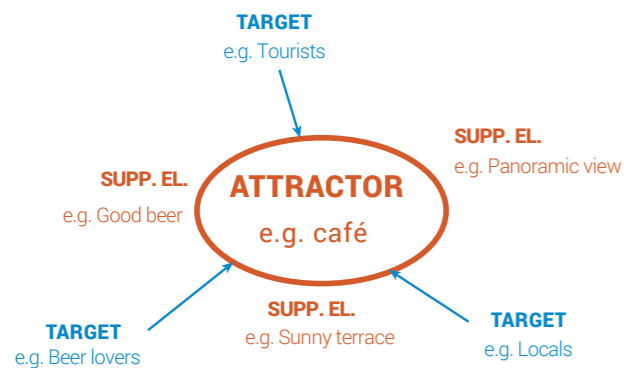 TARGET
e.g. Tourists
SUPP. EL.
e.g. Panoramic view
SUPP. EL.
e.g. Good beer
ATTRACTOR
e.g. café
SUPP. EL.
e.g. Sunny terrace
TARGET
e.g. Beer lovers
TARGET
e.g. Locals